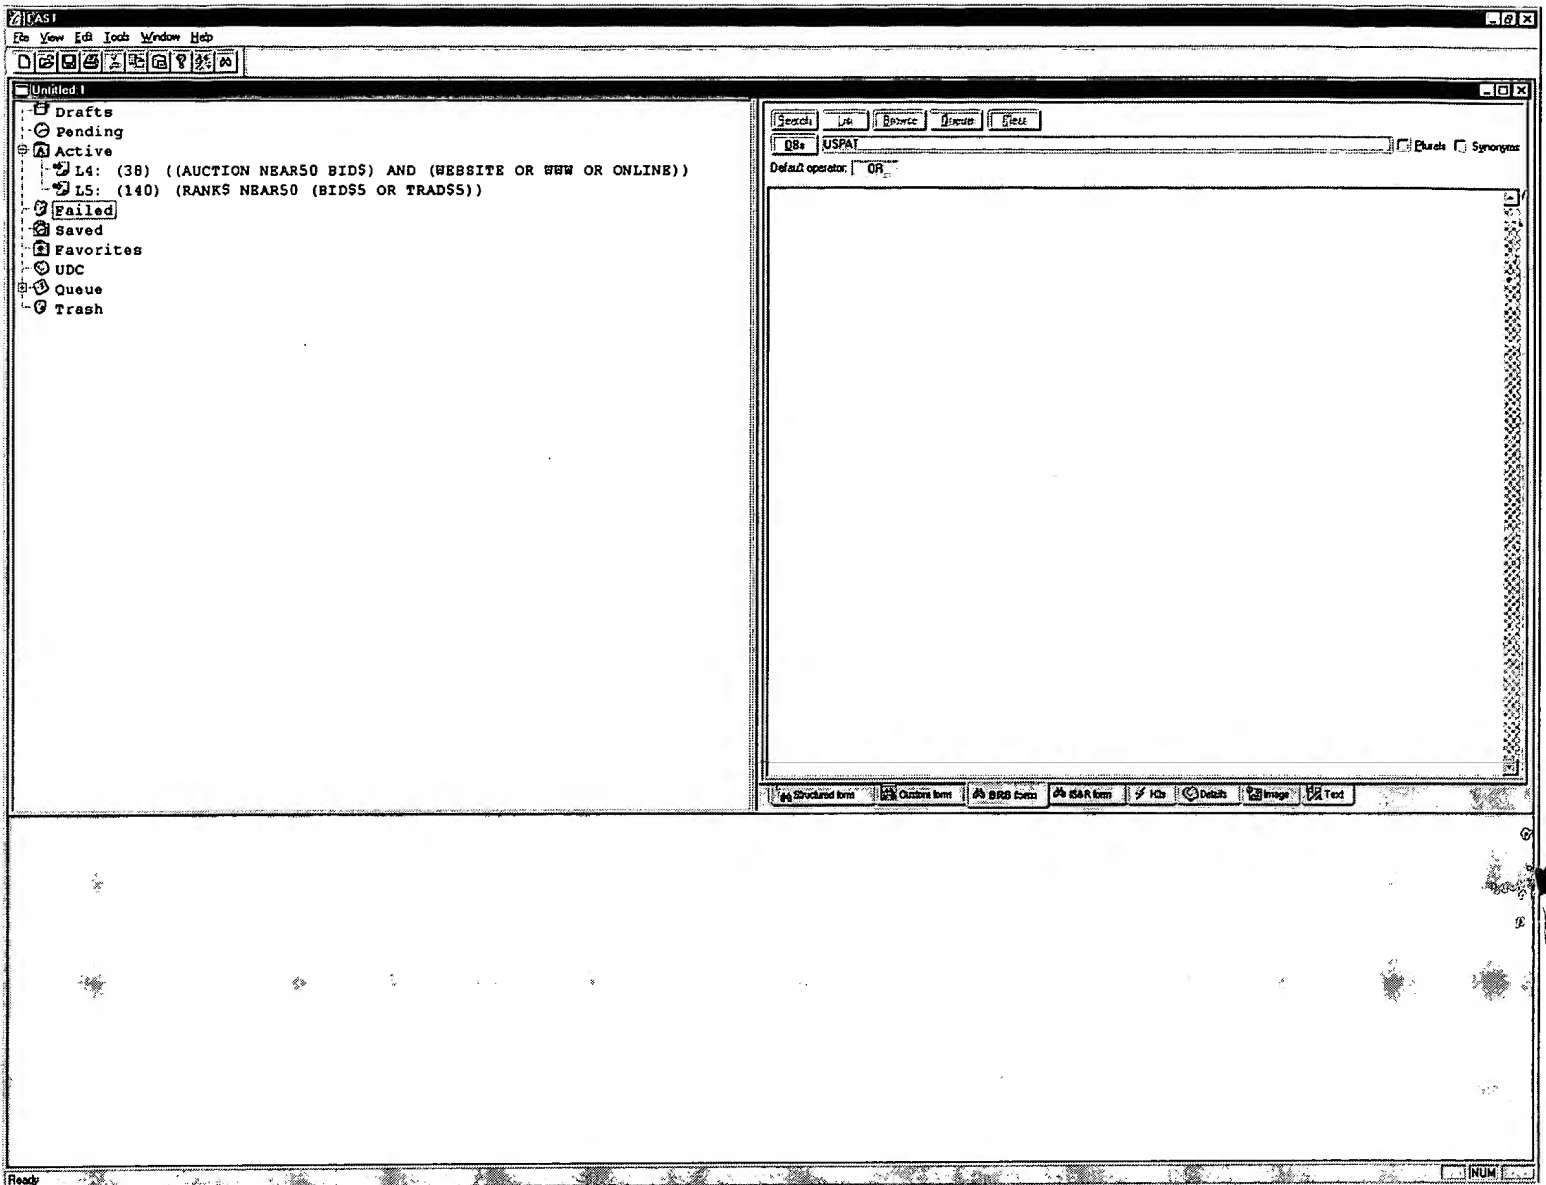 EAST
File View Edit Tools Window Help
Untitled:1
Drafts
Pending
Active
L4: (38) ((AUCTION NEAR50 BID$) AND (WEBSITE OR WWW OR ONLINE))
L5: (140) (RANK$ NEAR50 (BID$5 OR TRAD$5))
Failed
Saved
Favorites
UDC
Queue
Trash
Search List Browse Queue Clear
DBs USPAT Plurals Synonyms
Default operator: OR
Structured form Custom form BRS form IS&R form Hits Details Image Text
Ready NUM